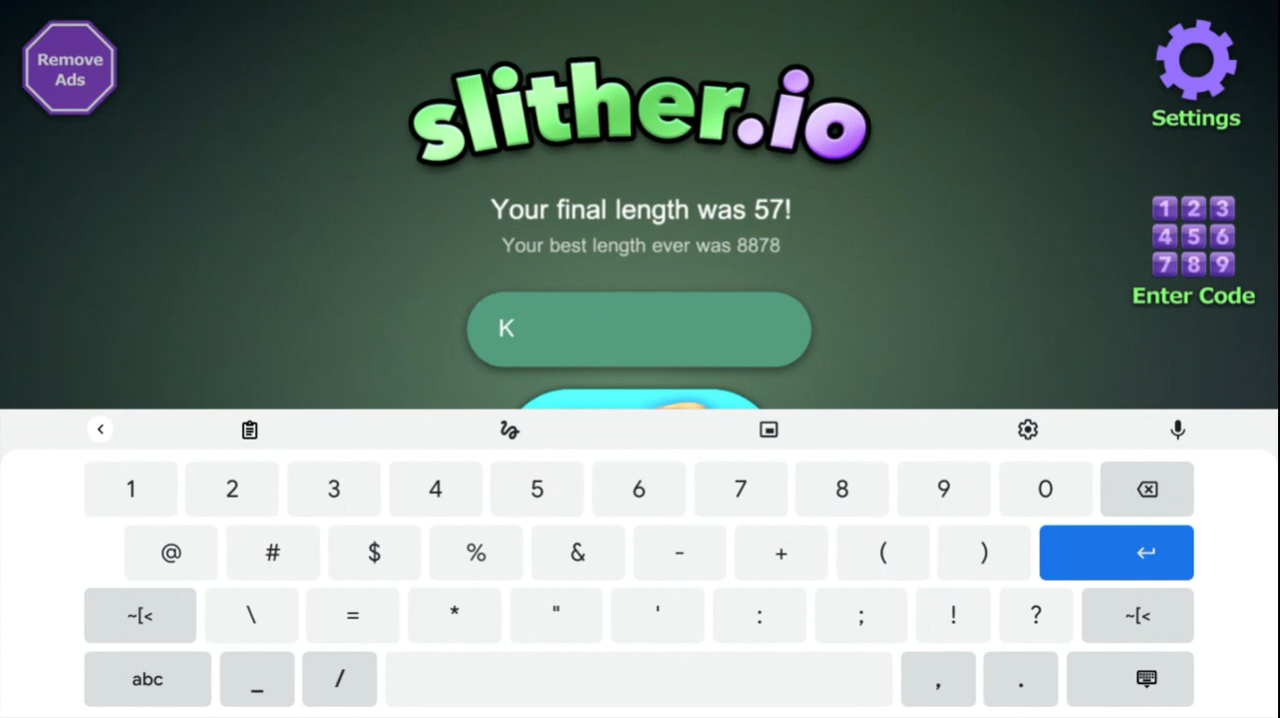 Remove
Ads
slither.io
Settings
Your final length was 57!
Your best length ever was 8878
1 2 3
4 5 6
7 8 9
Enter Code
K
1 2 3 4 5 6 7 8 9 0
@ # $ % & - + ( )
~[< \ = * " ' : ; ! ? ~[<
abc _ / , .